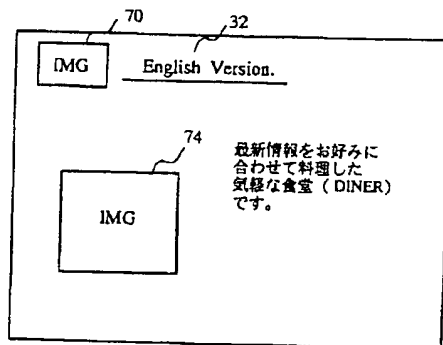 70
32
IMG
English Version.
74
IMG
最新情報をお好みに
合わせて料理した
気軽な食堂 ( DINER )
です。